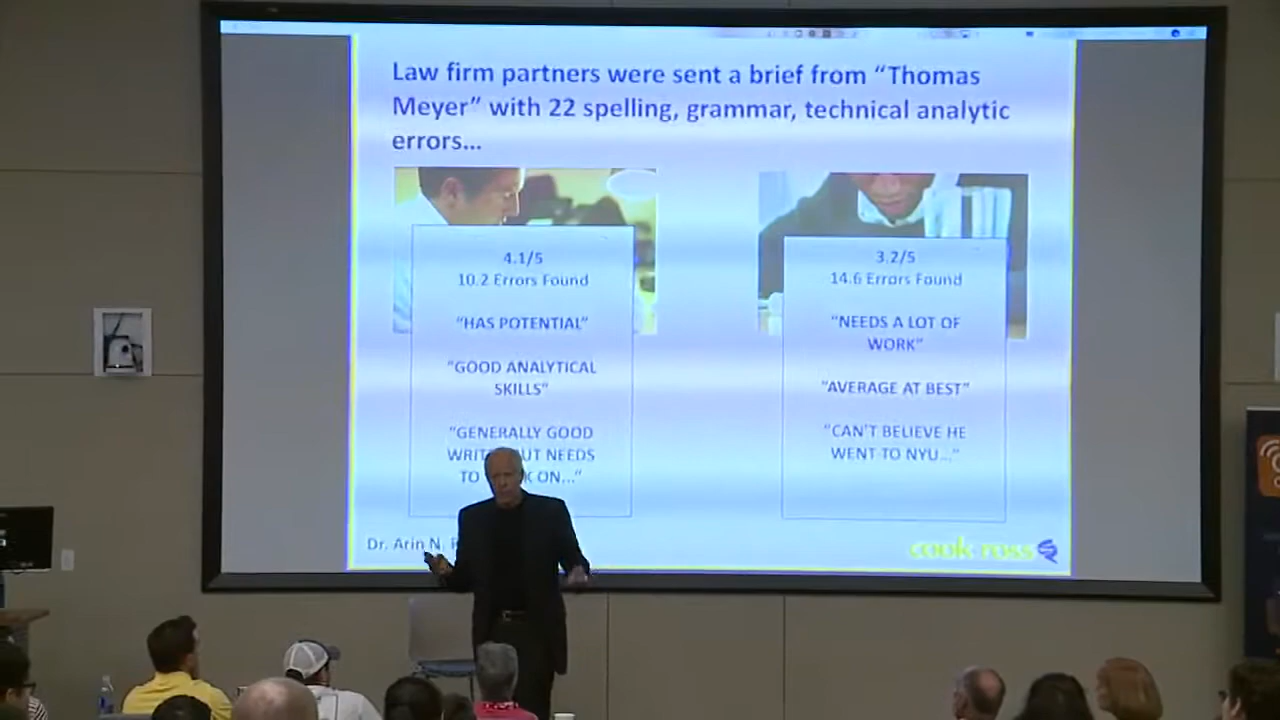 Law firm partners were sent a brief from “Thomas
Meyer” with 22 spelling, grammar, technical analytic
errors…
4.1/5
10.2 Errors Found
“HAS POTENTIAL”
“GOOD ANALYTICAL
SKILLS”
“GENERALLY GOOD
NEEDS
TO ON…”
3.2/5
14.6 Errors Found
“NEEDS A LOT OF
WORK”
“AVERAGE AT BEST”
“CAN’T BELIEVE HE
WENT TO NYU…”
Dr. Arin N.
cook ross